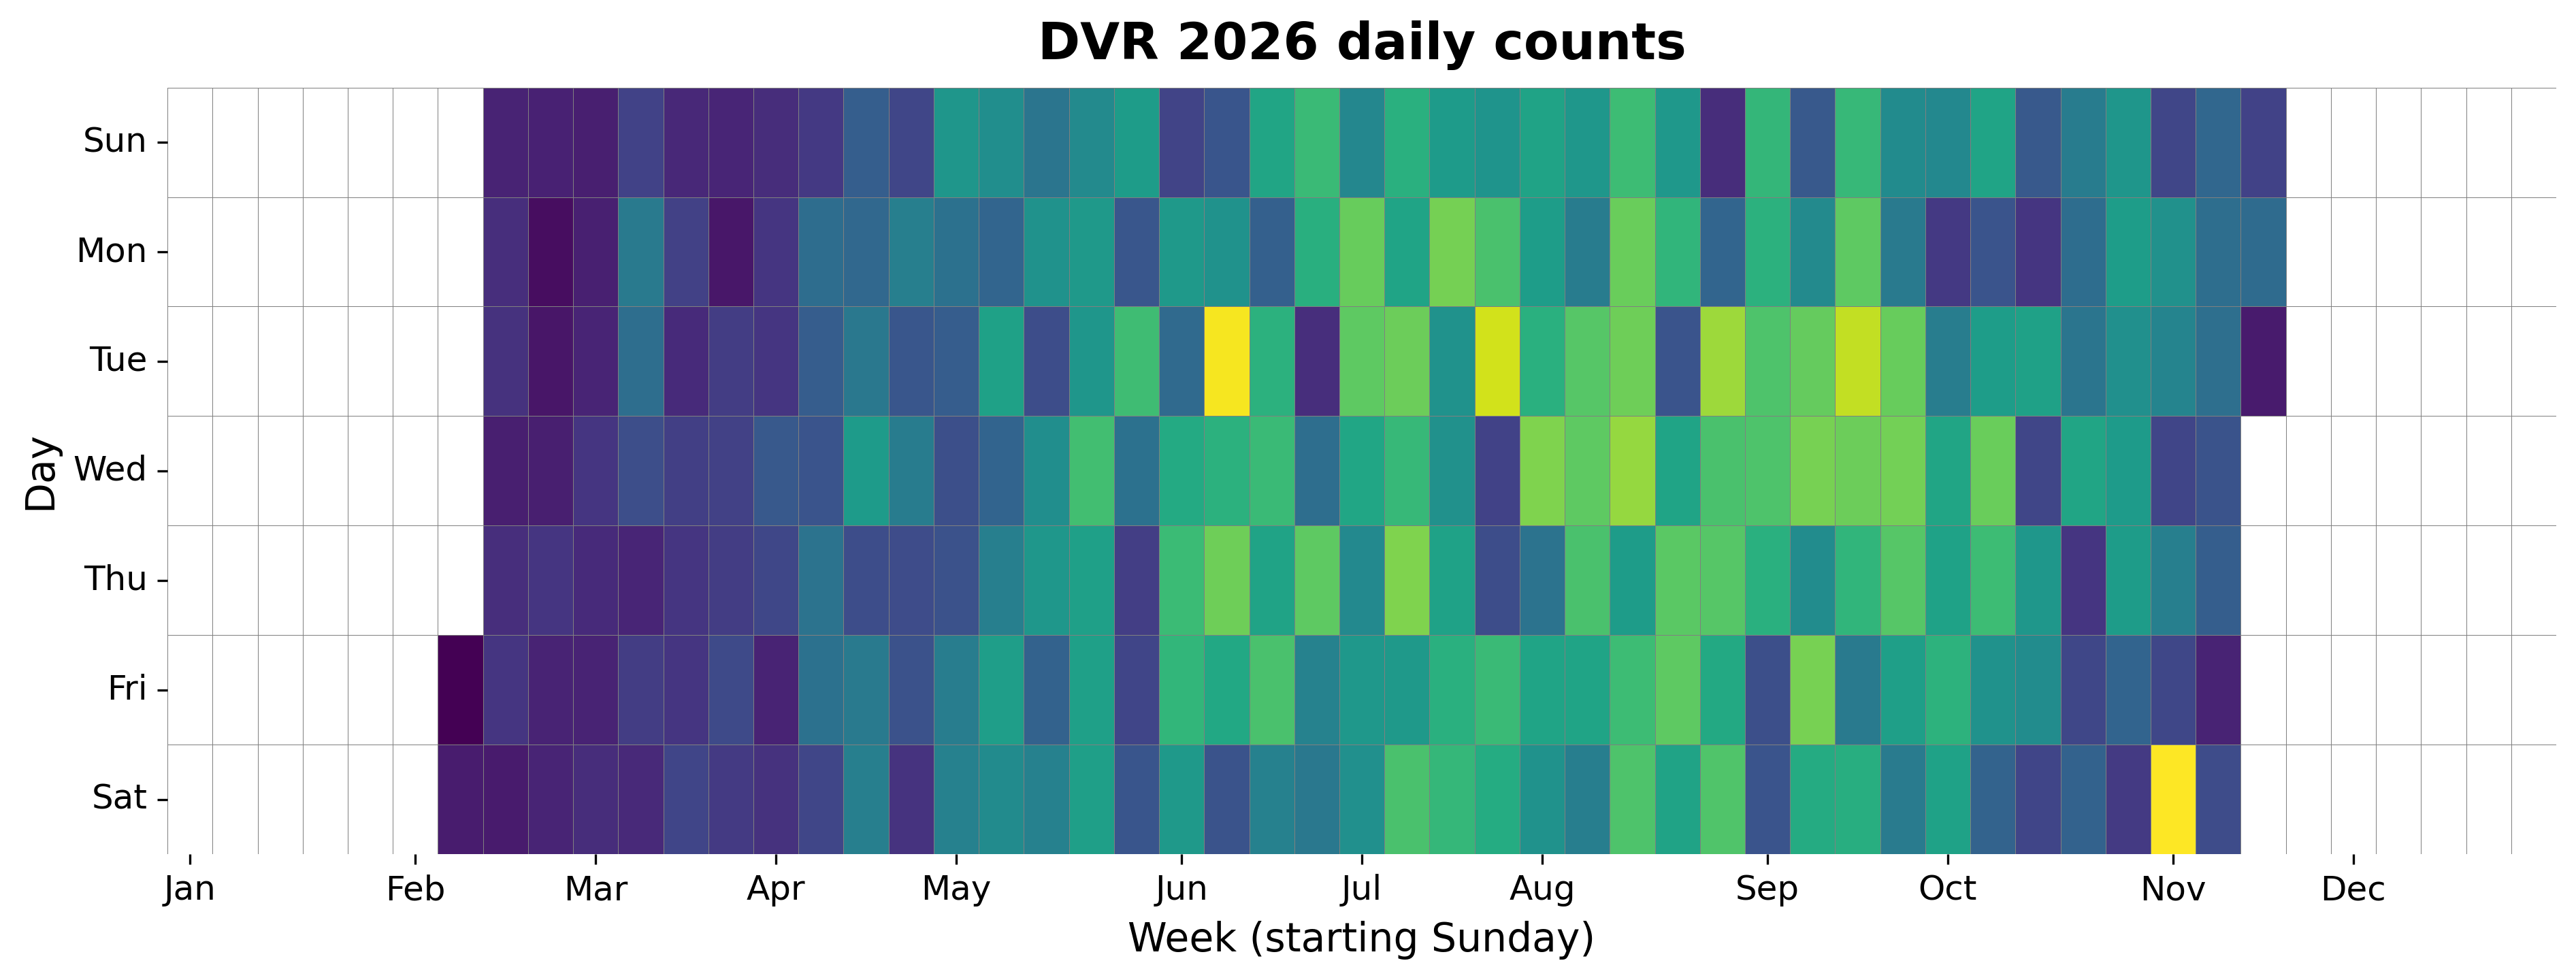 DVR 2026 daily counts
Sun
Mon
Tue
Wed
Thu
Fri
Sat
Day
Jan Feb Mar Apr May Jun Jul Aug Sep Oct Nov Dec
Week (starting Sunday)